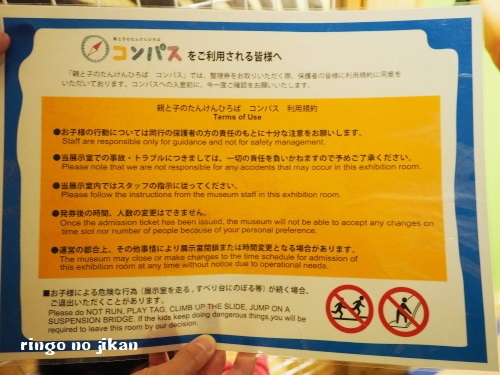 親と子のたんけんひろば
コンパス をご利用される皆様へ
「親と子のたんけんひろば コンパス」では、整理券をお取りいただく際、保護者の皆様に利用規約に同意を
いただいております。コンパスへの入室前に、今一度ご確認をお願いいたします。
親と子のたんけんひろば コンパス 利用規約
Terms of Use
●お子様の行動については同行の保護者の方の責任のもとに十分な注意をお願いします。
Staff are responsible only for guidance and not for safety management.
●当展示室での事故・トラブルにつきましては、一切の責任を負いかねますので予めご了承ください。
Please note that we are not responsible for any accidents that may occur in this exhibition room.
●当展示室内ではスタッフの指示に従ってください。
Please follow the instructions from the museum staff in this exhibition room.
●発券後の時間、人数の変更はできません。
Once the admission ticket has been issued, the museum will not be able to accept any changes on
time slot nor number of people because of your personal preference.
●運営の都合上、その他事情により展示室閉鎖または時間変更となる場合があります。
The museum may close or make changes to the time schedule for admission of
this exhibition room at any time without notice due to operational needs.
■お子様による危険な行為（展示室を走る、すべり台にのぼる等）が続く場合、
ご退出いただくことがあります。
Please do NOT RUN, PLAY TAG, CLIMB UP THE SLIDE, JUMP ON A
SUSPENSION BRIDGE. If the kids keep doing dangerous things,you will be
required to leave this room by our decision.
ringo no jikan